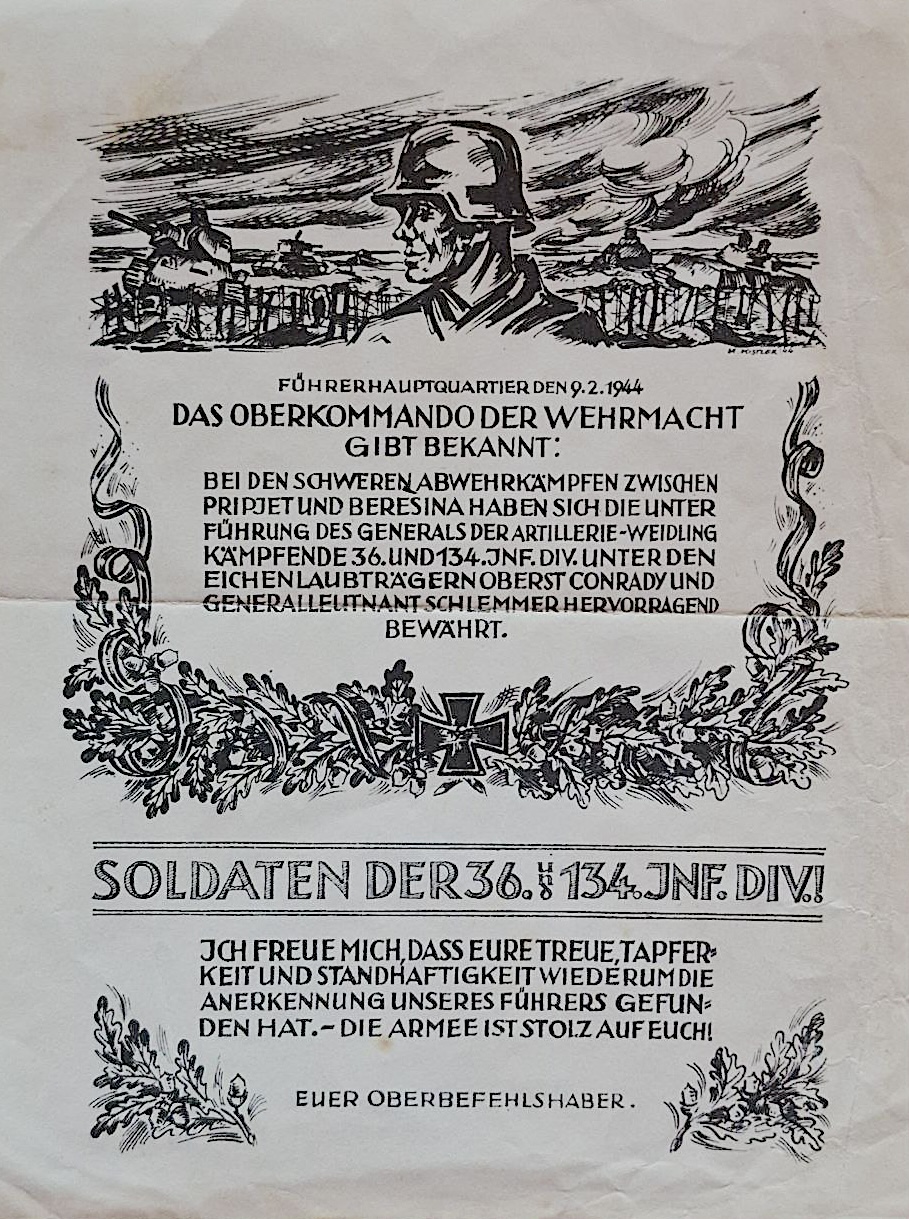 H. KISTLER 44
FÜHRERHAUPTQUARTIER DEN 9.2.1944
DAS OBERKOMMANDO DER WEHRMACHT
GIBT BEKANNT:
BEI DEN SCHWEREN ABWEHRKÄMPFEN ZWISCHEN
PRIPJET UND BERESINA HABEN SICH DIE UNTER
FÜHRUNG DES GENERALS DER ARTILLERIE-WEIDLING
KÄMPFENDE 36. UND 134. JNF. DIV. UNTER DEN
EICHENLAUBTRÄGERN OBERST CONRADY UND
GENERALLEUTNANT SCHLEMMER HERVORRAGEND
BEWÄHRT.
SOLDATEN DER 36. UND 134. JNF. DIV.!
JCH FREUE MICH, DASS EURE TREUE, TAPFER=
KEIT UND STANDHAFTIGKEIT WIEDERUM DIE
ANERKENNUNG UNSERES FÜHRERS GEFUN=
DEN HAT. – DIE ARMEE IST STOLZ AUF EUCH!
EUER OBERBEFEHLSHABER.